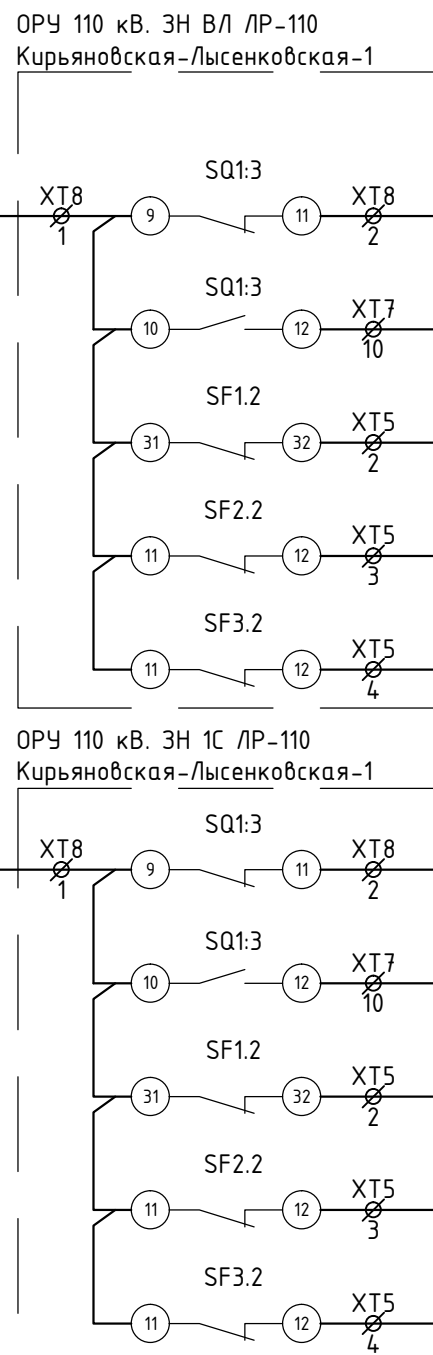 ОРУ 110 кВ. ЗН ВЛ ЛР-110
Кирьяновская-Лысенковская-1
SQ1:3
XT8 9 11 XT8
1 2
SQ1:3
10 12 XT7
10
SF1.2
31 32 XT5
2
SF2.2
11 12 XT5
3
SF3.2
11 12 XT5
4
ОРУ 110 кВ. ЗН 1С ЛР-110
Кирьяновская-Лысенковская-1
SQ1:3
XT8 9 11 XT8
1 2
SQ1:3
10 12 XT7
10
SF1.2
31 32 XT5
2
SF2.2
11 12 XT5
3
SF3.2
11 12 XT5
4